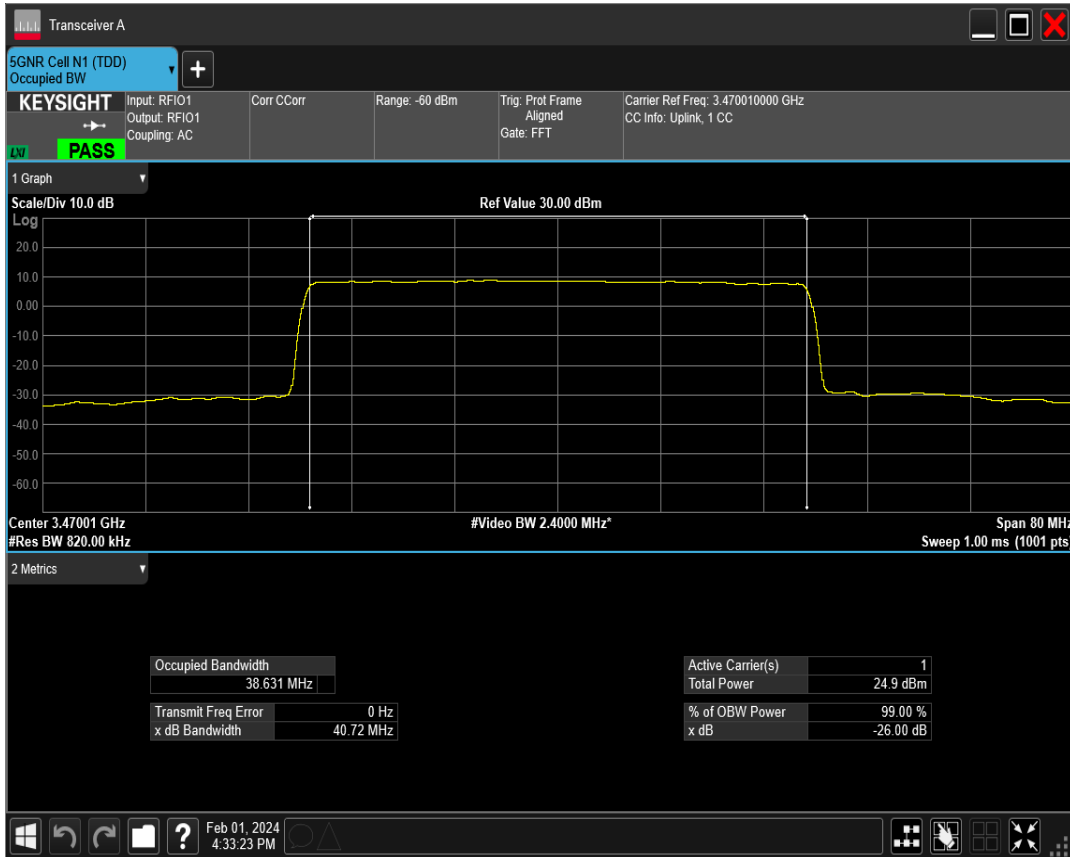 Transceiver A
5GNR Cell N1 (TDD)
Occupied BW
+
KEYSIGHT
LXI
PASS
Input: RFIO1
Output: RFIO1
Coupling: AC
Corr CCorr
Range: -60 dBm
Trig: Prot Frame
Aligned
Gate: FFT
Carrier Ref Freq: 3.470010000 GHz
CC Info: Uplink, 1 CC
1 Graph
Scale/Div 10.0 dB
Ref Value 30.00 dBm
Log
20.0
10.0
0.00
-10.0
-20.0
-30.0
-40.0
-50.0
-60.0
Center 3.47001 GHz
#Video BW 2.4000 MHz*
Span 80 MHz
#Res BW 820.00 kHz
Sweep 1.00 ms (1001 pts)
2 Metrics
Occupied Bandwidth
38.631 MHz
Transmit Freq Error 0 Hz
x dB Bandwidth 40.72 MHz
Active Carrier(s) 1
Total Power 24.9 dBm
% of OBW Power 99.00 %
x dB -26.00 dB
?
Feb 01, 2024
4:33:23 PM